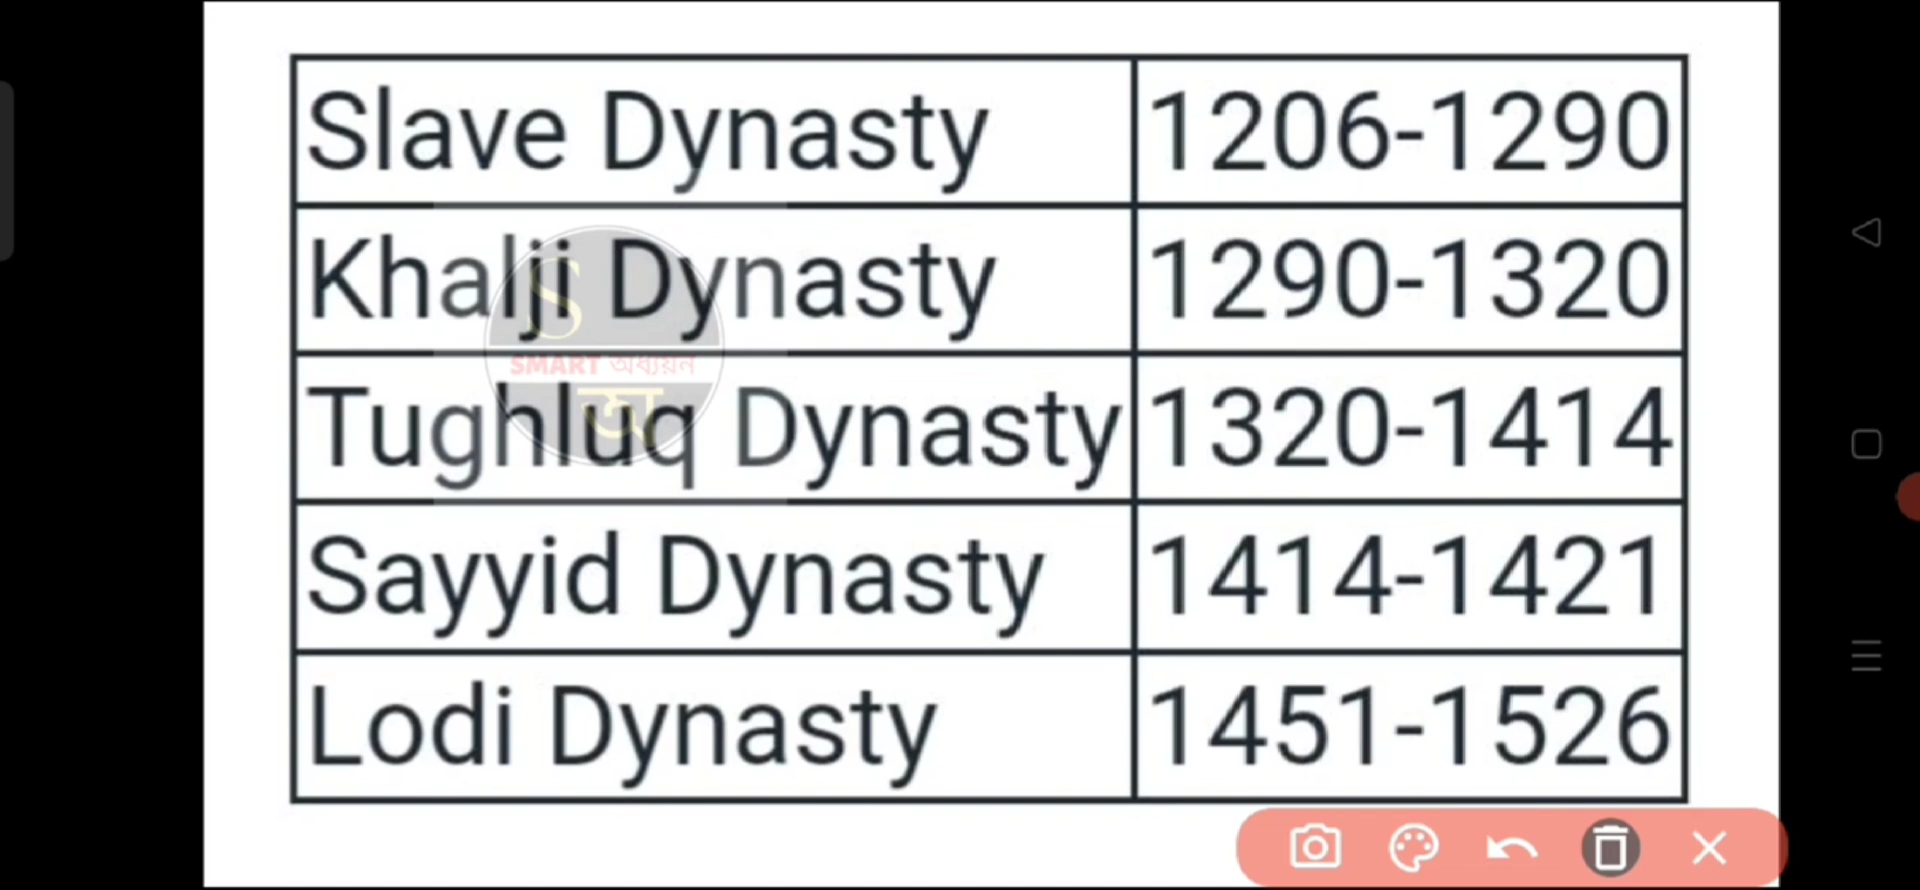 Slave Dynasty 1206-1290
Khalji Dynasty 1290-1320
SMART অধ্যয়ন
Tughluq Dynasty 1320-1414
Sayyid Dynasty 1414-1421
Lodi Dynasty 1451-1526